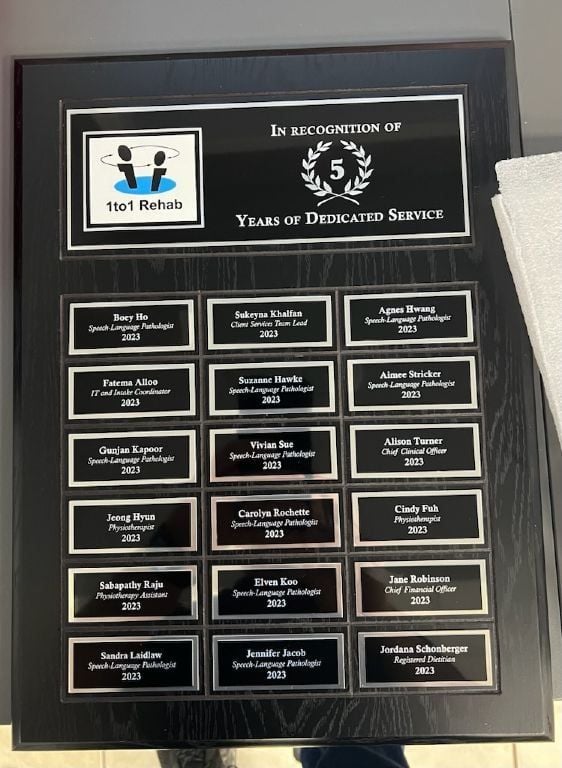 IN RECOGNITION OF
5
YEARS OF DEDICATED SERVICE
1to1 Rehab
Boey Ho
Speech-Language Pathologist
2023
Sukeyna Khalfan
Client Services Team Lead
2023
Agnes Hwang
Speech-Language Pathologist
2023
Fatema Alloo
IT and Intake Coordinator
2023
Suzanne Hawke
Speech-Language Pathologist
2023
Aimee Stricker
Speech-Language Pathologist
2023
Gunjan Kapoor
Speech-Language Pathologist
2023
Vivian Sue
Speech-Language Pathologist
2023
Alison Turner
Chief Clinical Officer
2023
Jeong Hyun
Physiotherapist
2023
Carolyn Rochette
Speech-Language Pathologist
2023
Cindy Fuh
Physiotherapist
2023
Sabapathy Raju
Physiotherapy Assistant
2023
Elven Koo
Speech-Language Pathologist
2023
Jane Robinson
Chief Financial Officer
2023
Sandra Laidlaw
Speech-Language Pathologist
2023
Jennifer Jacob
Speech-Language Pathologist
2023
Jordana Schonberger
Registered Dietitian
2023